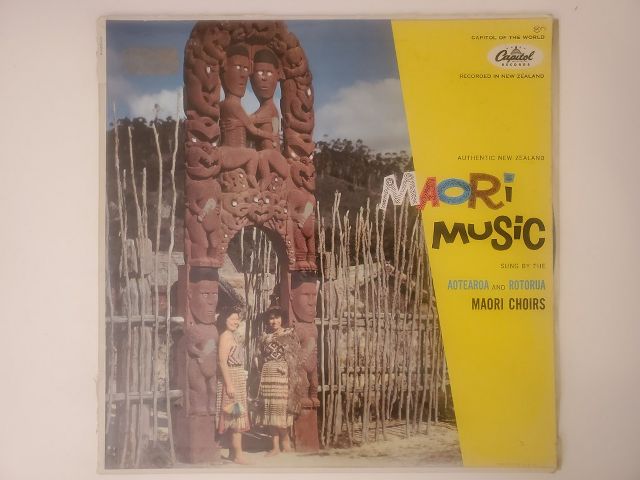 CAPITOL OF THE WORLD
Capitol
RECORDS
RECORDED IN NEW ZEALAND
AUTHENTIC NEW ZEALAND
MAORi
MUSiC
SUNG BY THE
AOTEAROA AND ROTORUA
MAORI CHOIRS